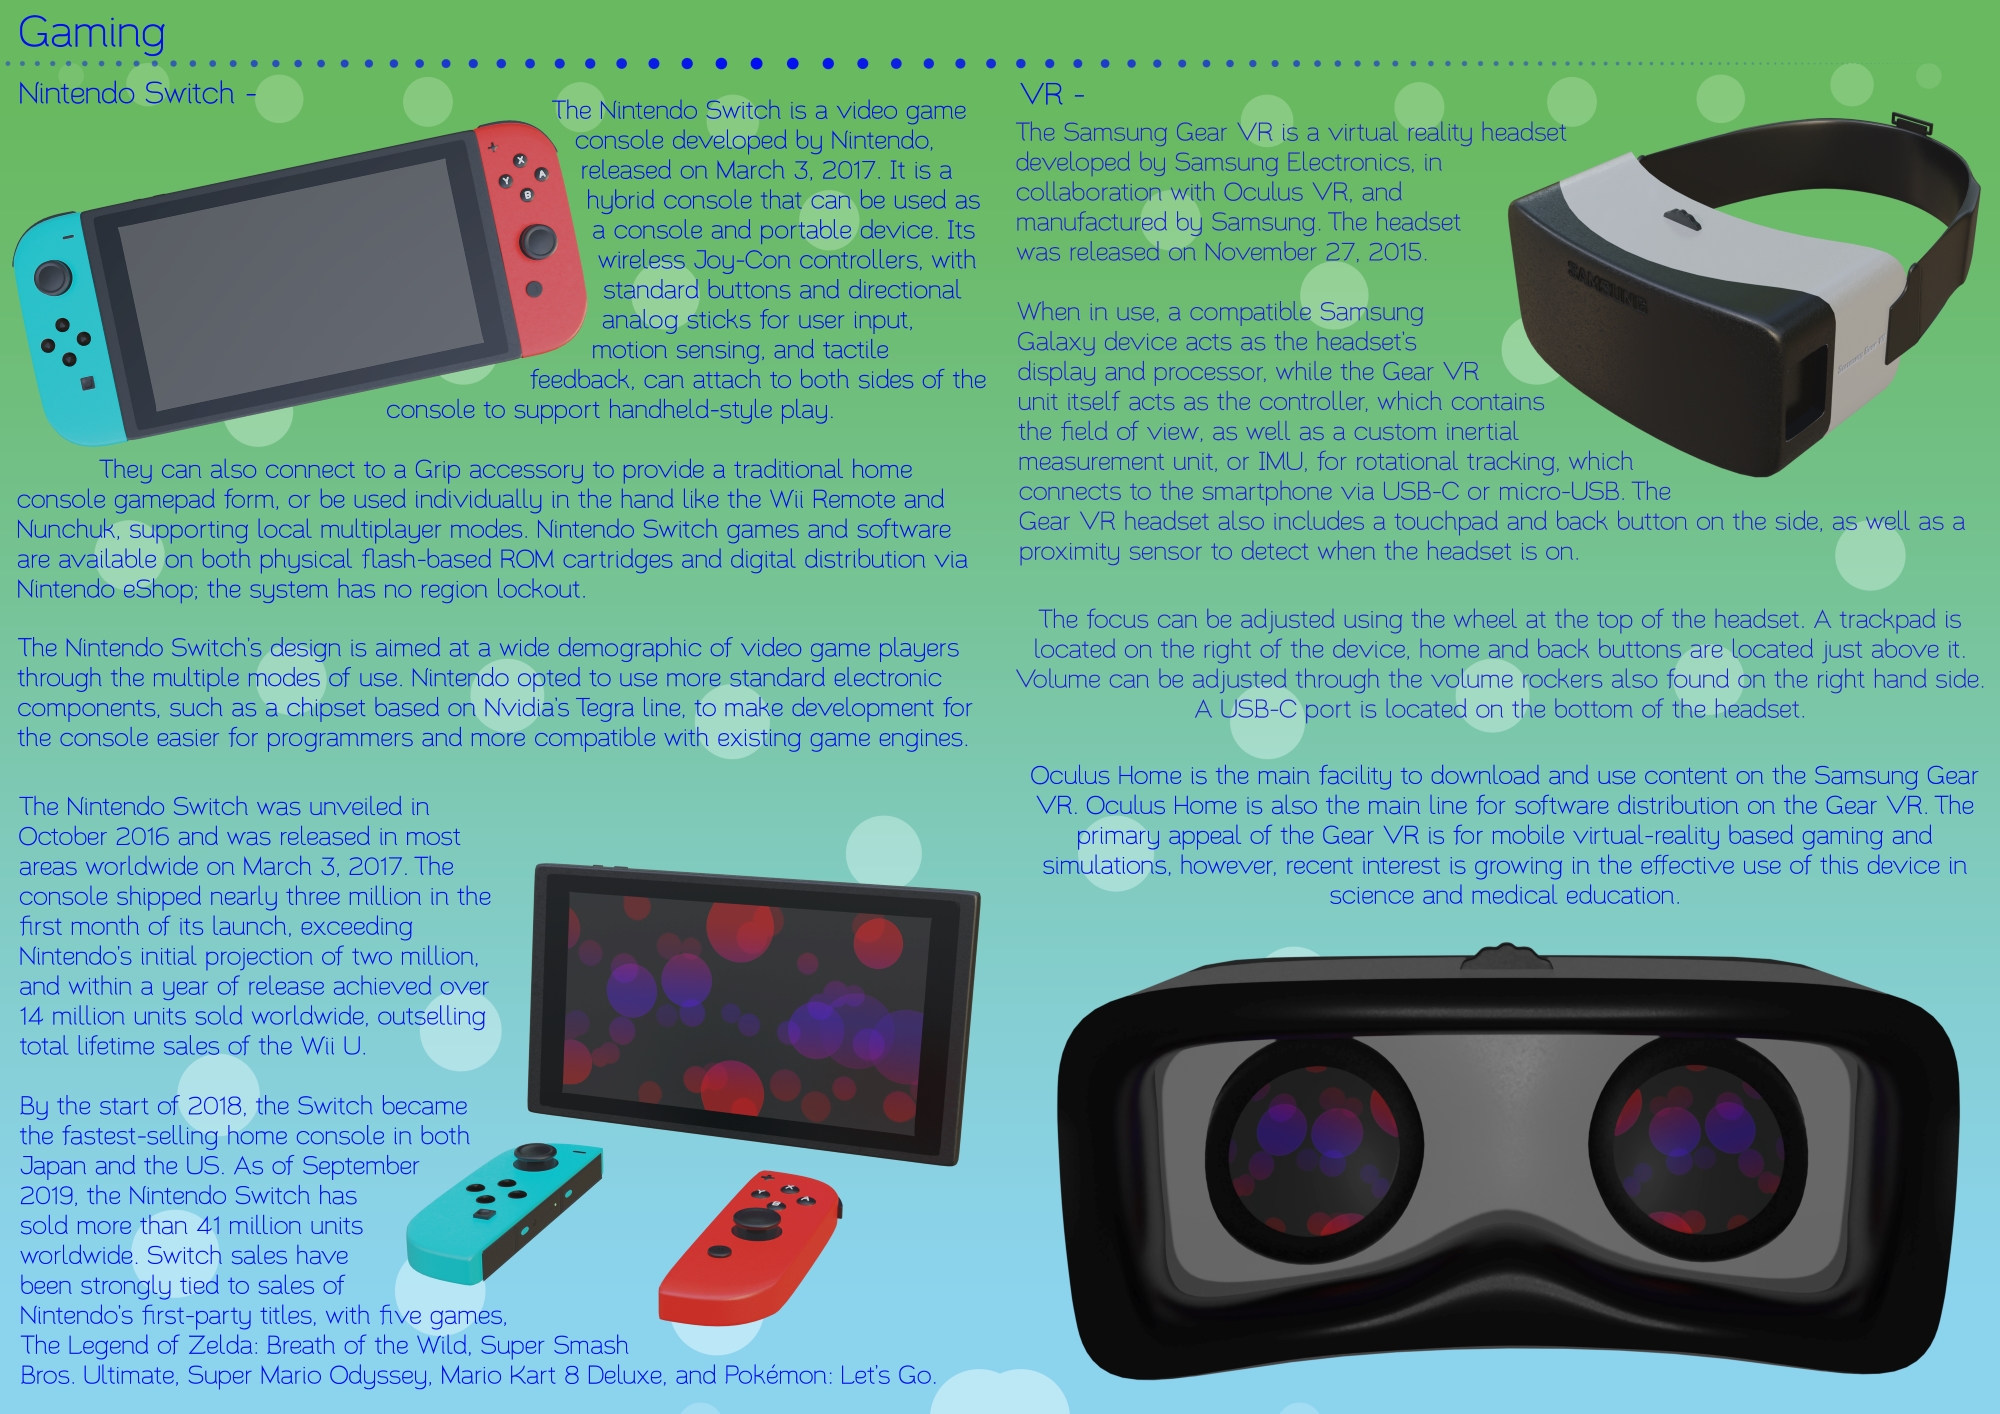 Gaming
Nintendo Switch -
The Nintendo Switch is a video game
console developed by Nintendo,
released on March 3, 2017. It is a
hybrid console that can be used as
a console and portable device. Its
wireless Joy-Con controllers, with
standard buttons and directional
analog sticks for user input,
motion sensing, and tactile
feedback, can attach to both sides of the
console to support handheld-style play.
They can also connect to a Grip accessory to provide a traditional home
console gamepad form, or be used individually in the hand like the Wii Remote and
Nunchuk, supporting local multiplayer modes. Nintendo Switch games and software
are available on both physical flash-based ROM cartridges and digital distribution via
Nintendo eShop; the system has no region lockout.
The Nintendo Switch's design is aimed at a wide demographic of video game players
through the multiple modes of use. Nintendo opted to use more standard electronic
components, such as a chipset based on Nvidia's Tegra line, to make development for
the console easier for programmers and more compatible with existing game engines.
The Nintendo Switch was unveiled in
October 2016 and was released in most
areas worldwide on March 3, 2017. The
console shipped nearly three million in the
first month of its launch, exceeding
Nintendo's initial projection of two million,
and within a year of release achieved over
14 million units sold worldwide, outselling
total lifetime sales of the Wii U.
By the start of 2018, the Switch became
the fastest-selling home console in both
Japan and the US. As of September
2019, the Nintendo Switch has
sold more than 41 million units
worldwide. Switch sales have
been strongly tied to sales of
Nintendo's first-party titles, with five games,
The Legend of Zelda: Breath of the Wild, Super Smash
Bros. Ultimate, Super Mario Odyssey, Mario Kart 8 Deluxe, and Pokémon: Let's Go.
VR -
The Samsung Gear VR is a virtual reality headset
developed by Samsung Electronics, in
collaboration with Oculus VR, and
manufactured by Samsung. The headset
was released on November 27, 2015.
When in use, a compatible Samsung
Galaxy device acts as the headset's
display and processor, while the Gear VR
unit itself acts as the controller, which contains
the field of view, as well as a custom inertial
measurement unit, or IMU, for rotational tracking, which
connects to the smartphone via USB-C or micro-USB. The
Gear VR headset also includes a touchpad and back button on the side, as well as a
proximity sensor to detect when the headset is on.
The focus can be adjusted using the wheel at the top of the headset. A trackpad is
located on the right of the device, home and back buttons are located just above it.
Volume can be adjusted through the volume rockers also found on the right hand side.
A USB-C port is located on the bottom of the headset.
Oculus Home is the main facility to download and use content on the Samsung Gear
VR. Oculus Home is also the main line for software distribution on the Gear VR. The
primary appeal of the Gear VR is for mobile virtual-reality based gaming and
simulations, however, recent interest is growing in the effective use of this device in
science and medical education.
X
A
Y
B
SAMSUNG
Samsung Gear VR
X
A
Y
B